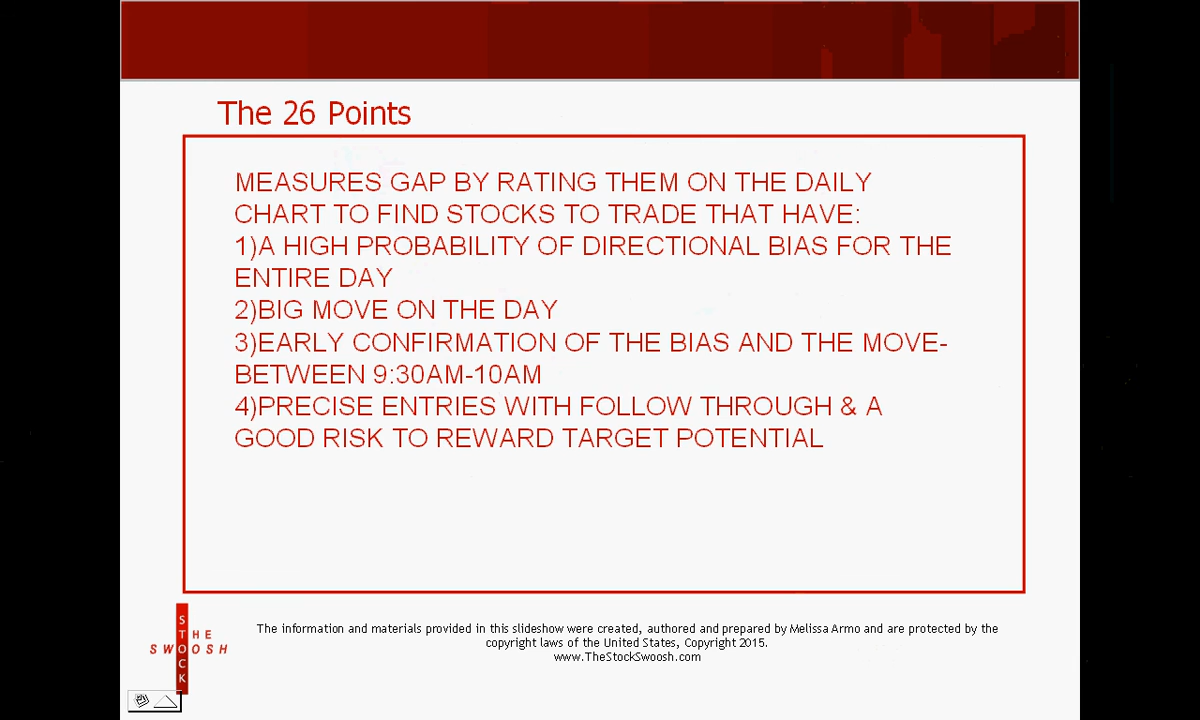 The 26 Points
MEASURES GAP BY RATING THEM ON THE DAILY
CHART TO FIND STOCKS TO TRADE THAT HAVE:
1)A HIGH PROBABILITY OF DIRECTIONAL BIAS FOR THE
ENTIRE DAY
2)BIG MOVE ON THE DAY
3)EARLY CONFIRMATION OF THE BIAS AND THE MOVE-
BETWEEN 9:30AM-10AM
4)PRECISE ENTRIES WITH FOLLOW THROUGH & A
GOOD RISK TO REWARD TARGET POTENTIAL
THE
STOCK
SWOOSH
The information and materials provided in this slideshow were created, authored and prepared by Melissa Armo and are protected by the
copyright laws of the United States, Copyright 2015.
www.TheStockSwoosh.com